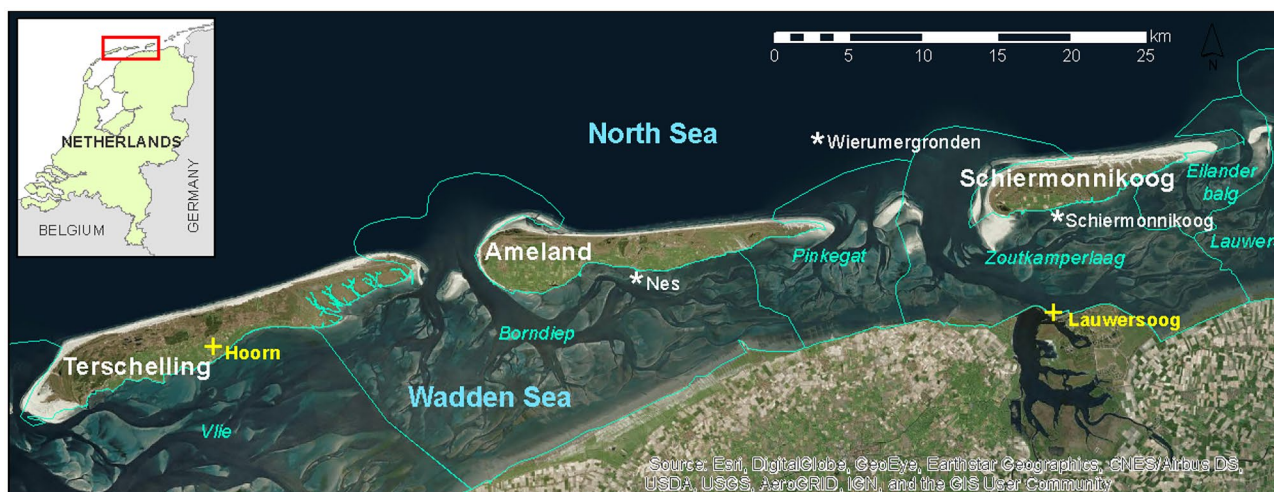 NETHERLANDS
BELGIUM
GERMANY
km
0 5 10 15 20 25
N
North Sea
*Wierumergronden
Schiermonnikoog
Eilander
balg
*Schiermonnikoog
Lauwer
Ameland
Pinkegat
Zoutkamperlaag
*Nes
Borndiep
Lauwersoog
Hoorn
Terschelling
Wadden Sea
Vlie
Source: Esri, DigitalGlobe, GeoEye, Earthstar Geographics, CNES/Airbus DS,
USDA, USGS, AeroGRID, IGN, and the GIS User Community